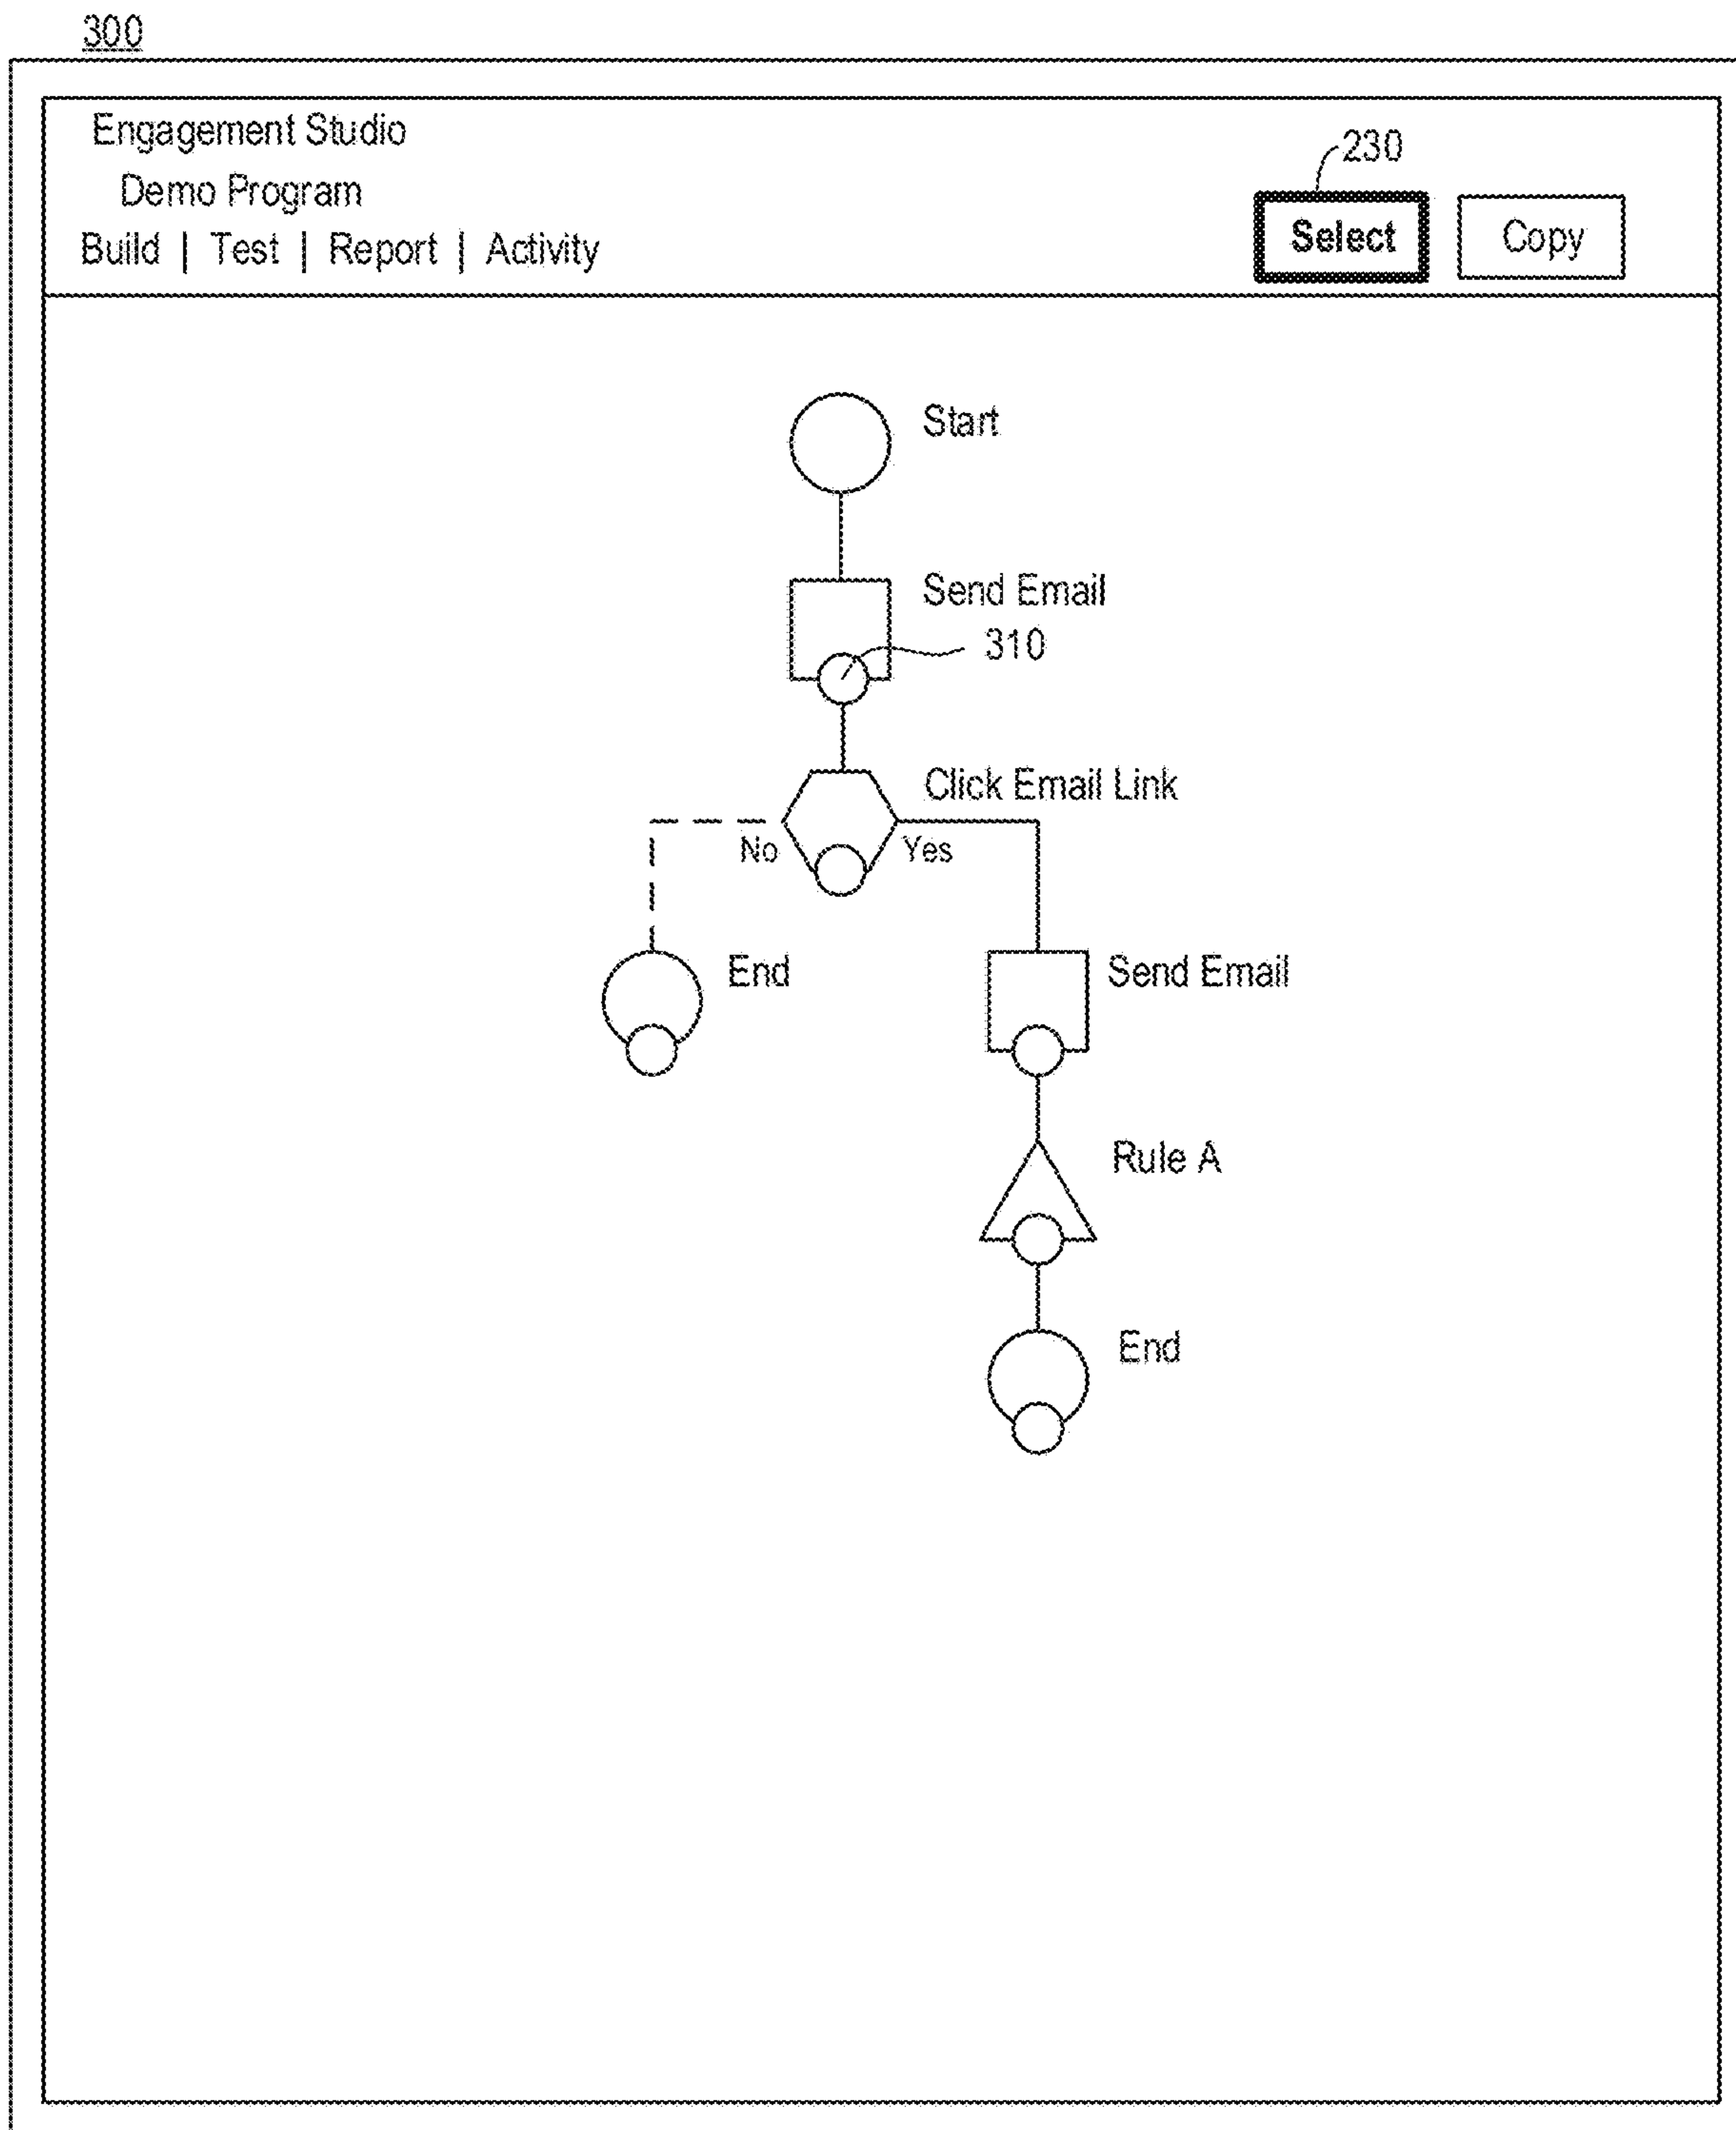 300
Engagement Studio
Demo Program
Build | Test | Report | Activity
230
Select
Copy
Start
Send Email
310
Click Email Link
No
Yes
End
Send Email
Rule A
End